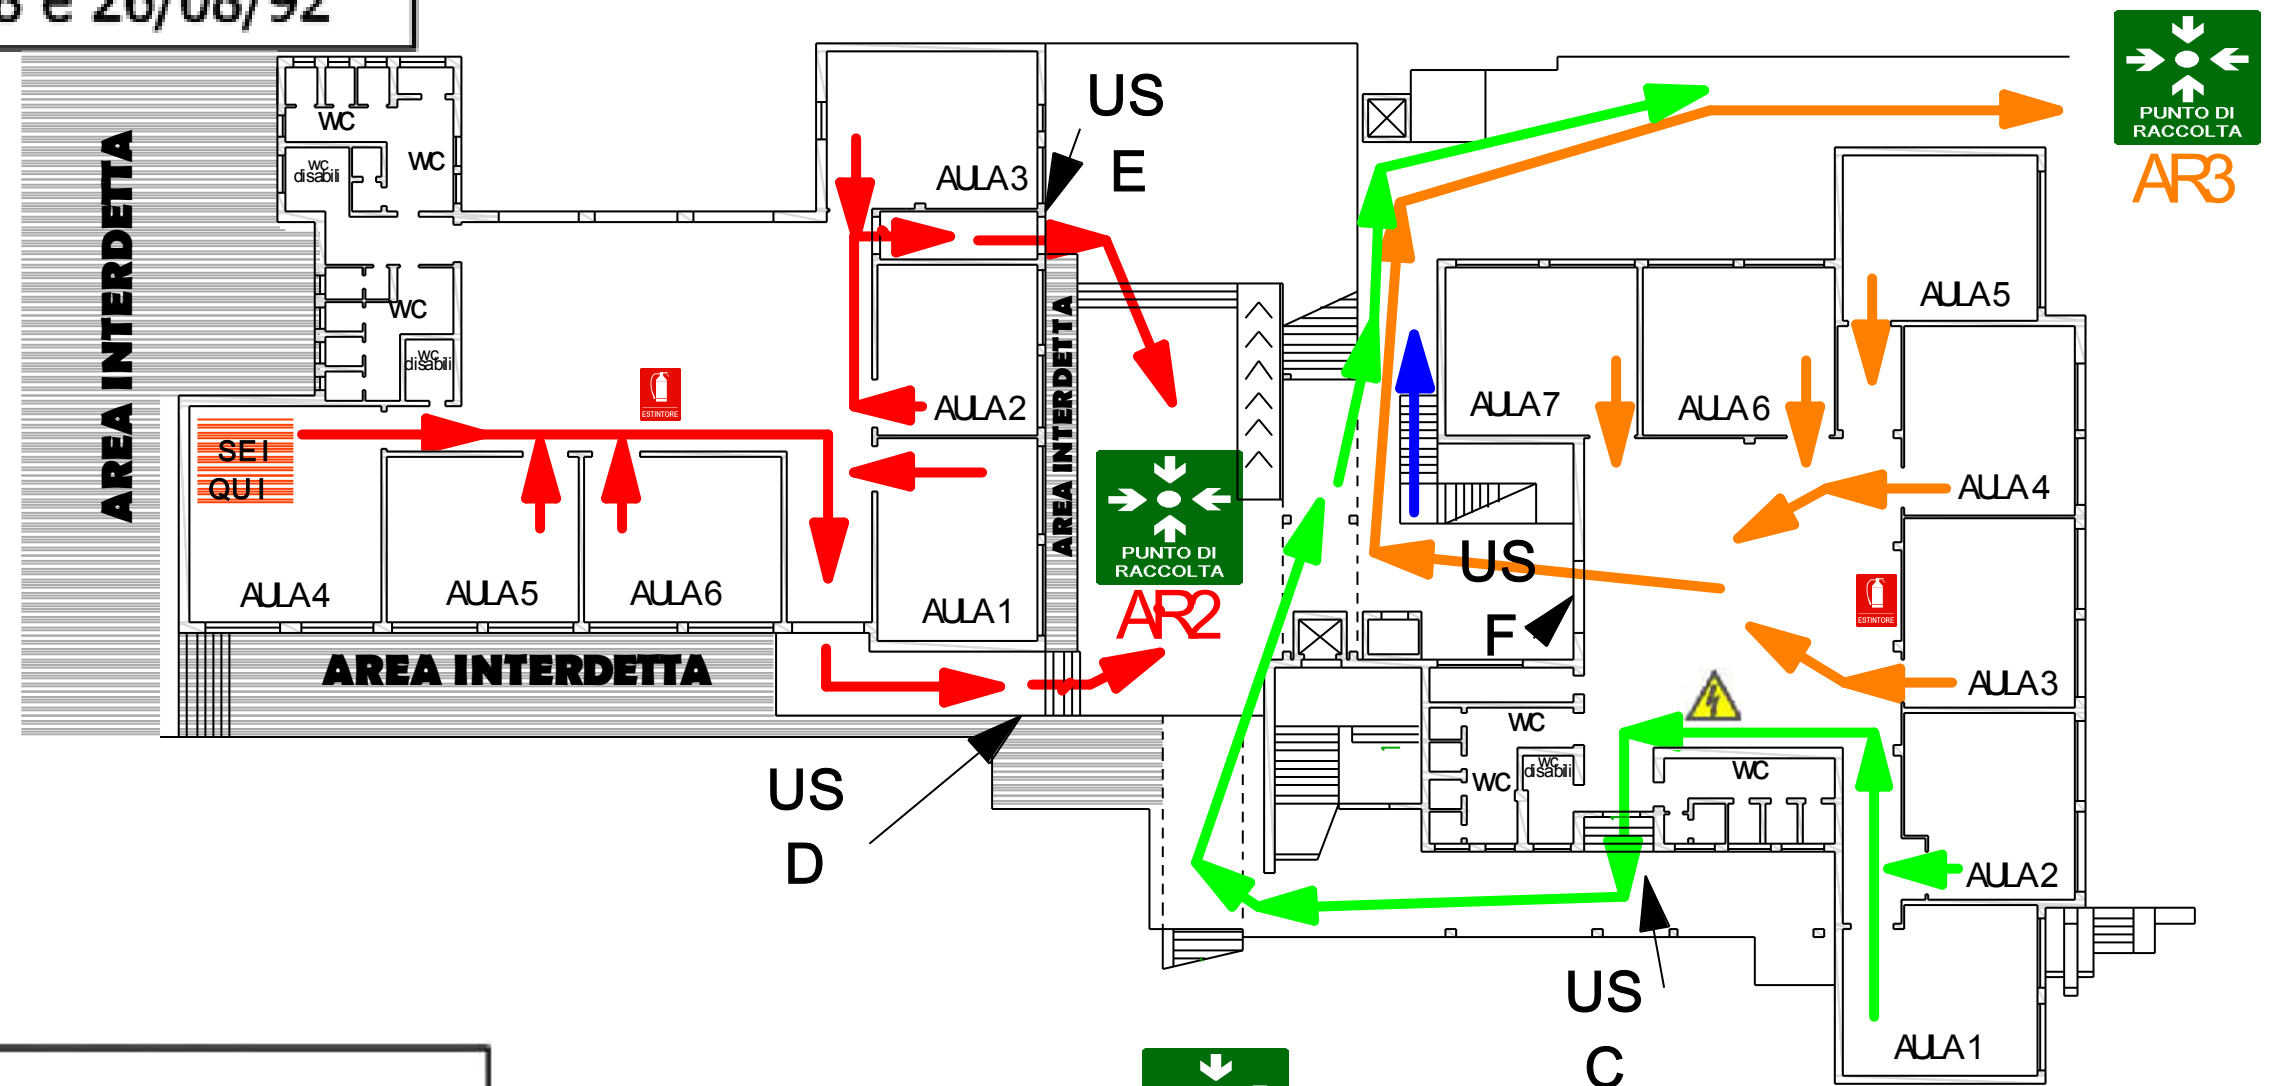 e 26/08/92
PUNTO DI
RACCOLTA
AR3
US
E
WC
WC
wc
disabili
AREA INTERDETTA
AULA 3
AULA 5
WC
wc
disabili
ESTINTORE
AREA INTERDETTA
AULA 2
AULA 7
AULA 6
SEI
QUI
AULA 4
PUNTO DI
RACCOLTA
AR2
US
F
ESTINTORE
AULA 4
AULA 5
AULA 6
AULA 1
AREA INTERDETTA
AULA 3
WC
WC
wc
disabili
WC
US
D
AULA 2
US
C
AULA 1